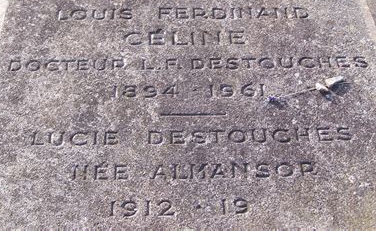 LOUIS FERDINAND
CÉLINE
DOCTEUR L.F. DESTOUCHES
1894 - 1961
LUCIE DESTOUCHES
NÉE ALMANSOR
1912 - 19